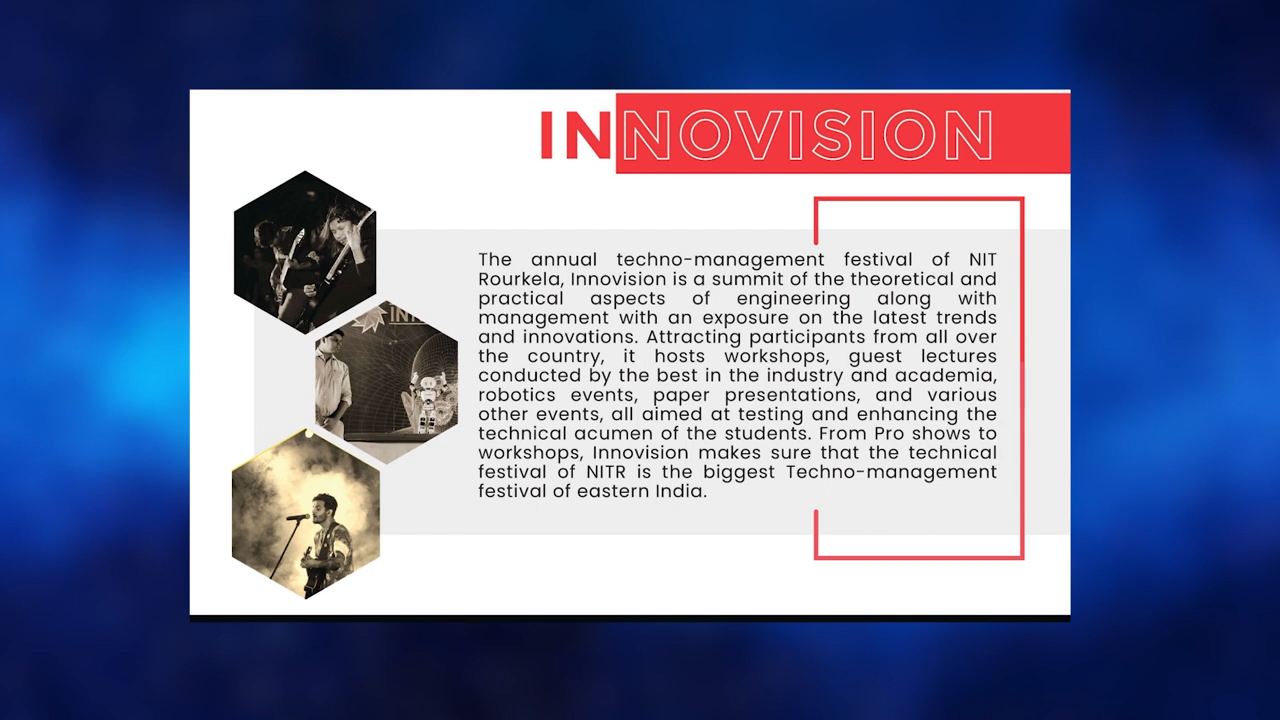 INNOVISION
The annual techno-management festival of NIT
Rourkela, Innovision is a summit of the theoretical and
practical aspects of engineering along with
management with an exposure on the latest trends
and innovations. Attracting participants from all over
the country, it hosts workshops, guest lectures
conducted by the best in the industry and academia,
robotics events, paper presentations, and various
other events, all aimed at testing and enhancing the
technical acumen of the students. From Pro shows to
workshops, Innovision makes sure that the technical
festival of NITR is the biggest Techno-management
festival of eastern India.